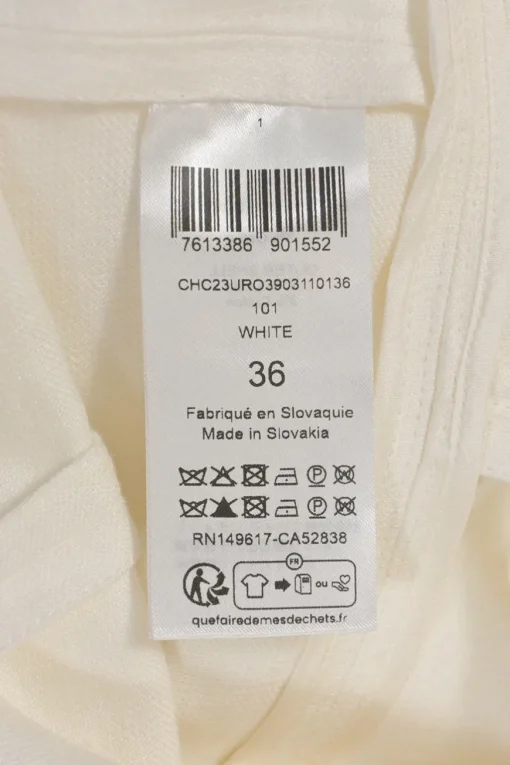 1
7613386 901552
CHC23URO3903110136
101
WHITE
36
Fabriqué en Slovaquie
Made in Slovakia
P W
P W
RN149617-CA52838
FR
ou
quefairedemesdechets.fr